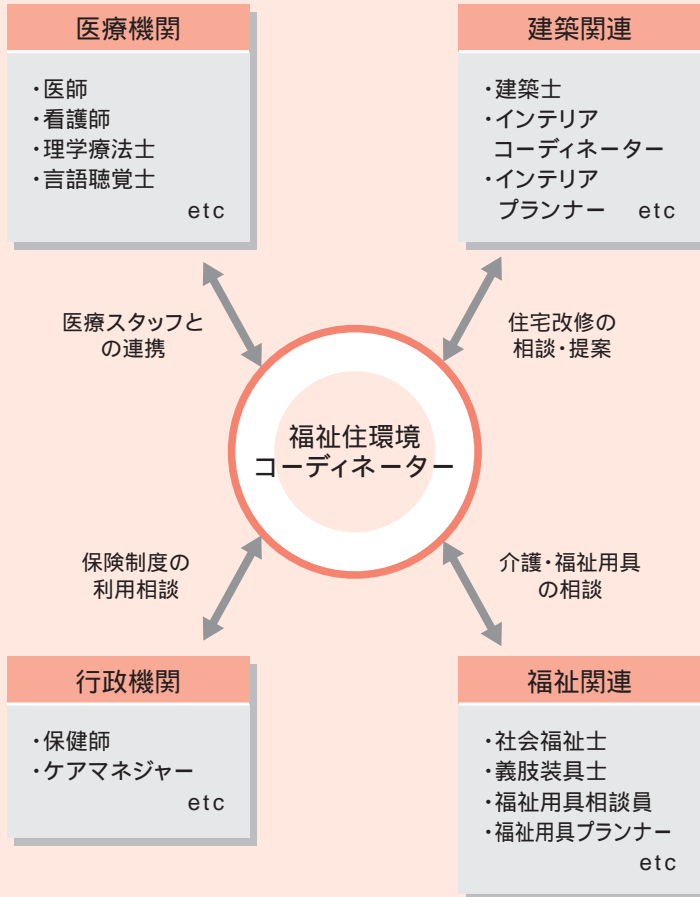 医療機関
・医師
・看護師
・理学療法士
・言語聴覚士
etc
建築関連
・建築士
・インテリア
コーディネーター
・インテリア
プランナー etc
医療スタッフと
の連携
住宅改修の
相談・提案
福祉住環境
コーディネーター
保険制度の
利用相談
介護・福祉用具
の相談
行政機関
・保健師
・ケアマネジャー
etc
福祉関連
・社会福祉士
・義肢装具士
・福祉用具相談員
・福祉用具プランナー
etc